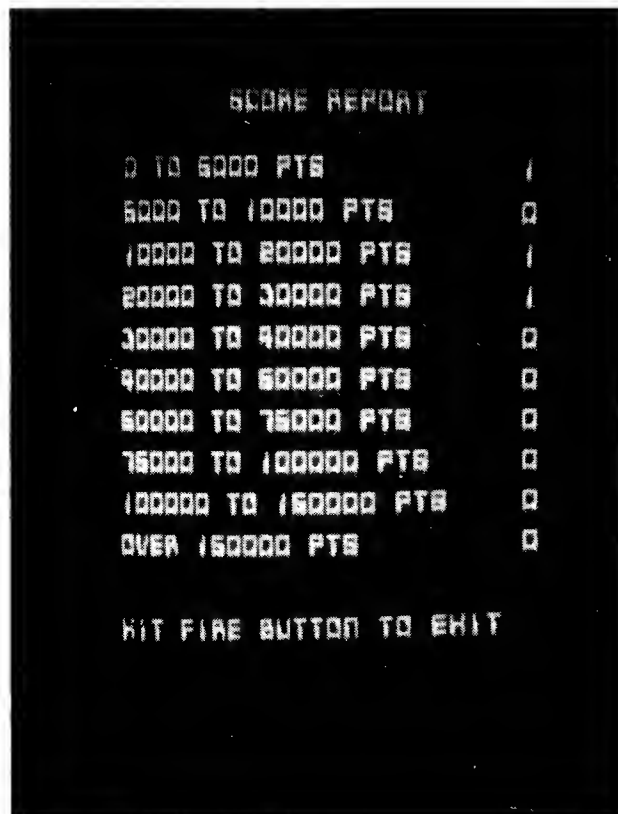 SCORE REPORT
0 TO 5000 PTS 1
5000 TO 10000 PTS 0
10000 TO 20000 PTS 1
20000 TO 30000 PTS 1
30000 TO 40000 PTS 0
40000 TO 50000 PTS 0
50000 TO 75000 PTS 0
75000 TO 100000 PTS 0
100000 TO 150000 PTS 0
OVER 150000 PTS 0
HIT FIRE BUTTON TO EXIT